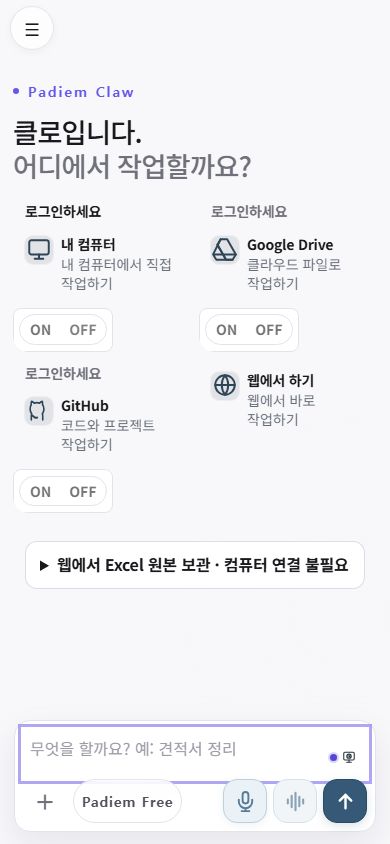 Padiem Claw
클로입니다.
어디에서 작업할까요?
로그인하세요
내 컴퓨터
내 컴퓨터에서 직접
작업하기
ON OFF
로그인하세요
Google Drive
클라우드 파일로
작업하기
ON OFF
로그인하세요
GitHub
코드와 프로젝트
작업하기
ON OFF
웹에서 하기
웹에서 바로
작업하기
▶ 웹에서 Excel 원본 보관 · 컴퓨터 연결 불필요
무엇을 할까요? 예: 견적서 정리
Padiem Free